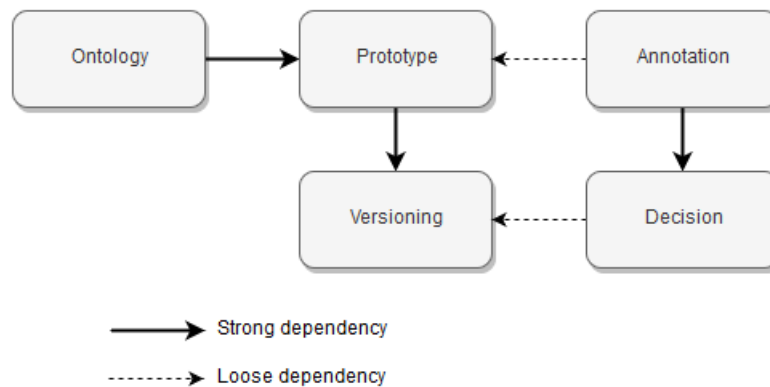 Ontology
Prototype
Annotation
Versioning
Decision
Strong dependency
Loose dependency